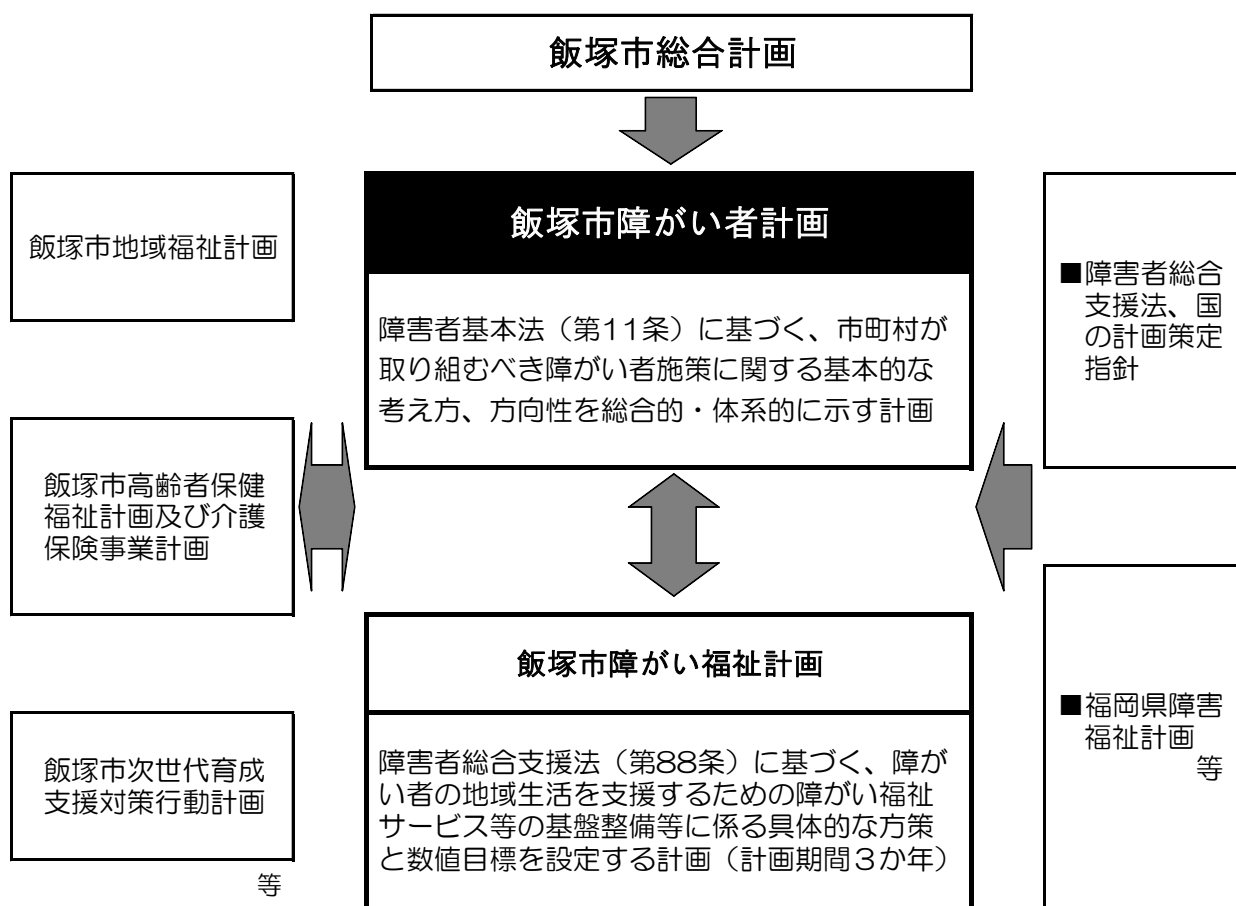 飯塚市総合計画
飯塚市地域福祉計画
飯塚市高齢者保健
福祉計画及び介護
保険事業計画
飯塚市次世代育成
支援対策行動計画
等
飯塚市障がい者計画
障害者基本法（第11条）に基づく、市町村が
取り組むべき障がい者施策に関する基本的な
考え方、方向性を総合的・体系的に示す計画
飯塚市障がい福祉計画
障害者総合支援法（第88条）に基づく、障が
い者の地域生活を支援するための障がい福祉
サービス等の基盤整備等に係る具体的な方策
と数値目標を設定する計画（計画期間３か年）
■障害者総合
支援法、国
の計画策定
指針
■福岡県障害
福祉計画
等